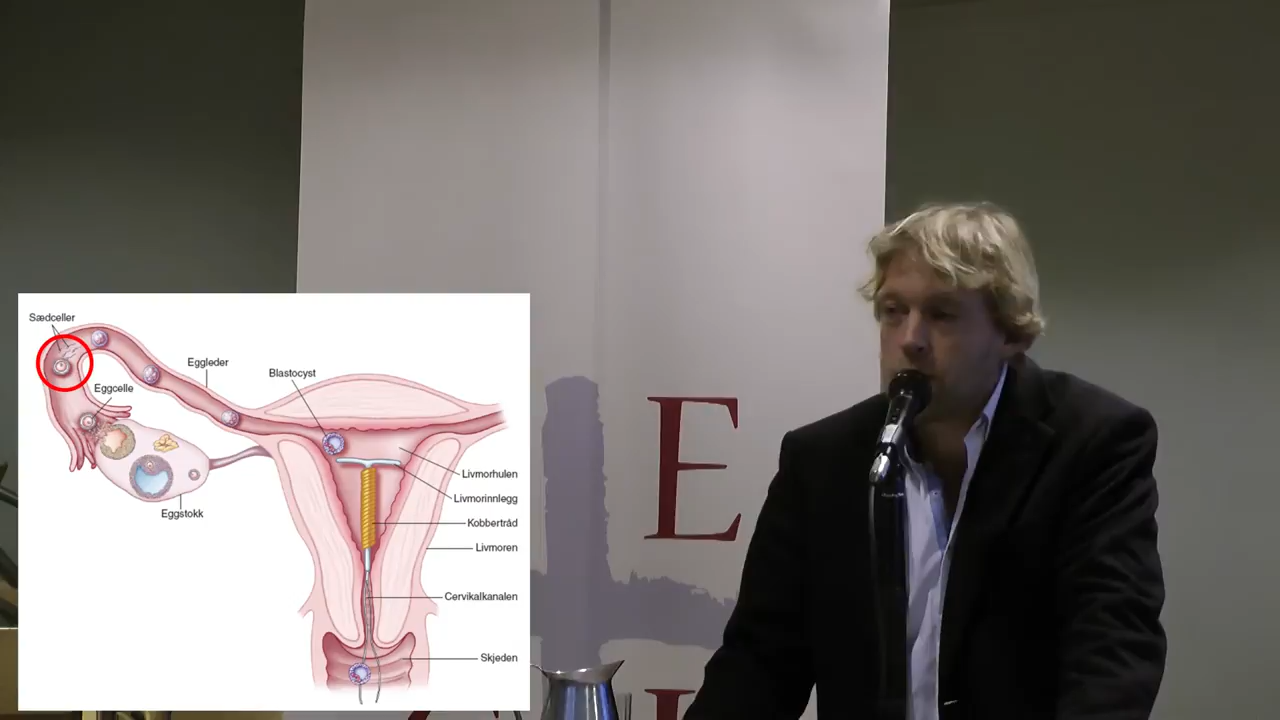 Sædceller
Eggleder
Blastocyst
Eggcelle
Livmorhulen
Livmorinnlegg
Eggstokk
Kobbertråd
Livmoren
Cervikalkanalen
Skjeden
E